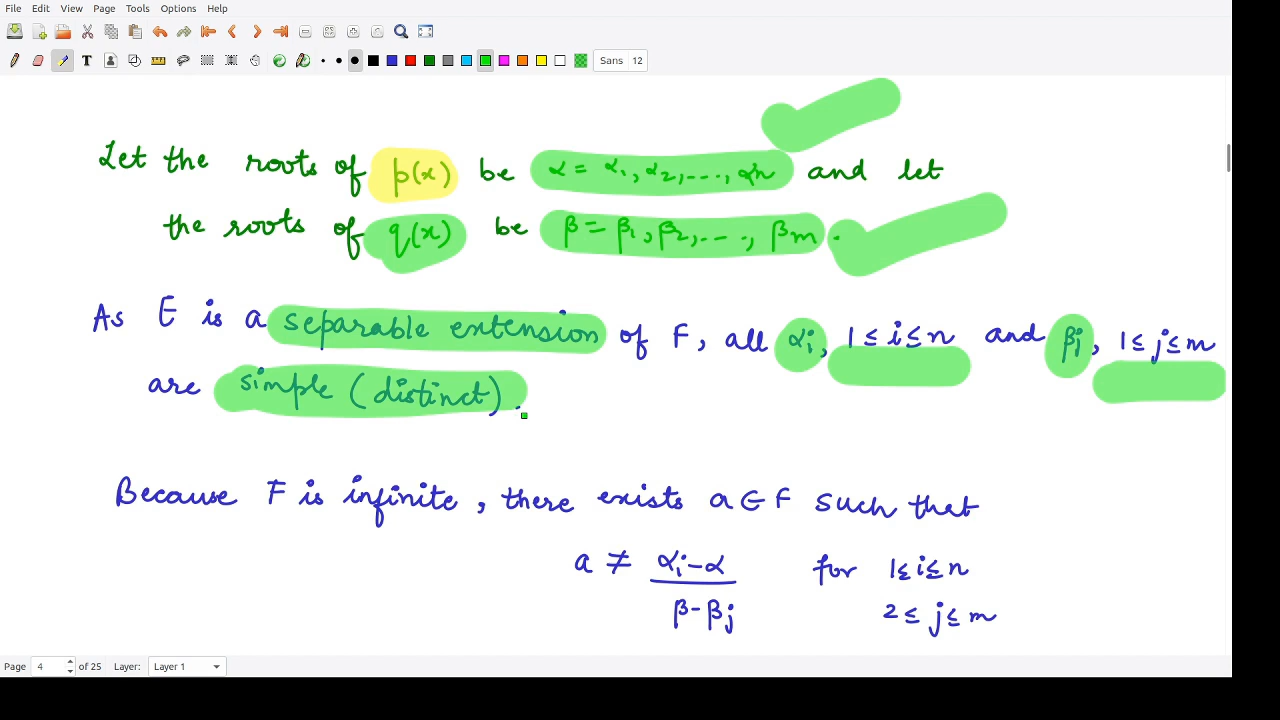 File Edit View Page Tools Options Help
T Sans 12
Let the roots of p(x) be α = α₁, α₂, ..., αn and let
the roots of q(x) be β = β₁, β₂, ..., βm.
As E is a separable extension of F, all αi, 1 ≤ i ≤ n and βj, 1 ≤ j ≤ m
are simple (distinct).
Because F is infinite, there exists a ∈ F such that
a ≠ αi - α / β - βj for 1 ≤ i ≤ n
2 ≤ j ≤ m
Page 4 of 25 Layer: Layer 1